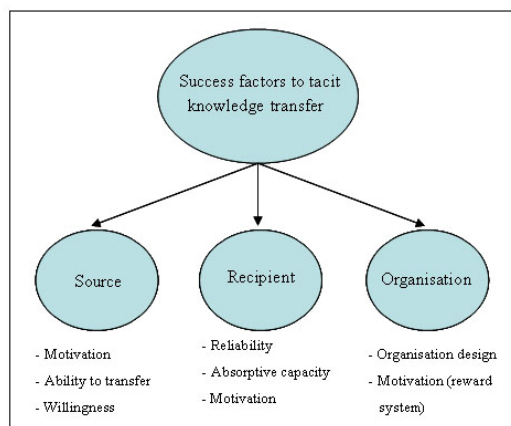 Success factors to tacit
knowledge transfer
Source
Recipient
Organisation
- Motivation
- Ability to transfer
- Willingness
- Reliability
- Absorptive capacity
- Motivation
- Organisation design
- Motivation (reward
system)